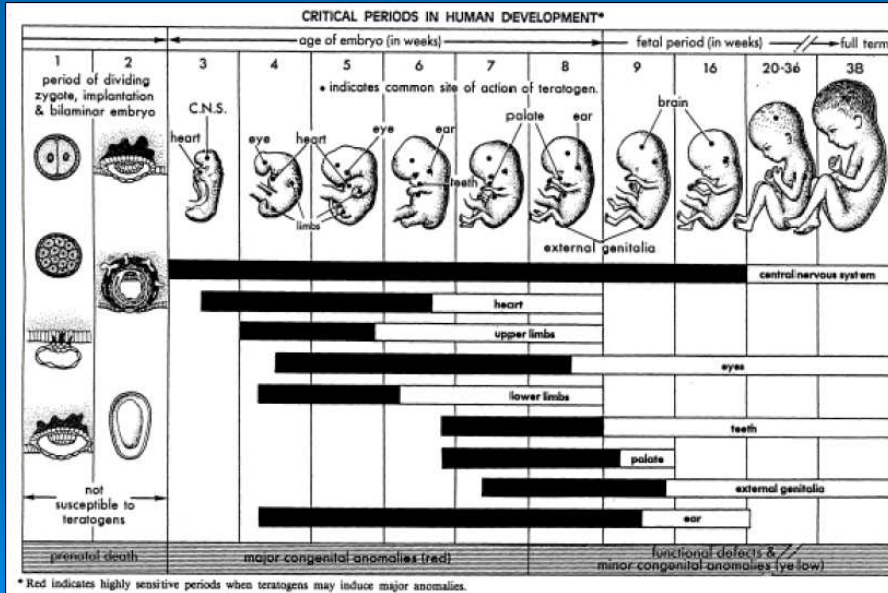 CRITICAL PERIODS IN HUMAN DEVELOPMENT*
age of embryo (in weeks)
fetal period (in weeks)
full term
1 2 3 4 5 6 7 8 9 16 20-36 38
period of dividing
zygote, implantation
& bilaminar embryo
• indicates common site of action of teratogen.
C.N.S.
heart
eye
heart
limbs
eye
ear
teeth
palate
ear
external genitalia
brain
central nervous system
heart
upper limbs
eyes
lower limbs
teeth
palate
external genitalia
ear
not
susceptible to
teratogens
prenatal death
major congenital anomalies (red)
functional defects &
minor congenital anomalies (yellow)
* Red indicates highly sensitive periods when teratogens may induce major anomalies.